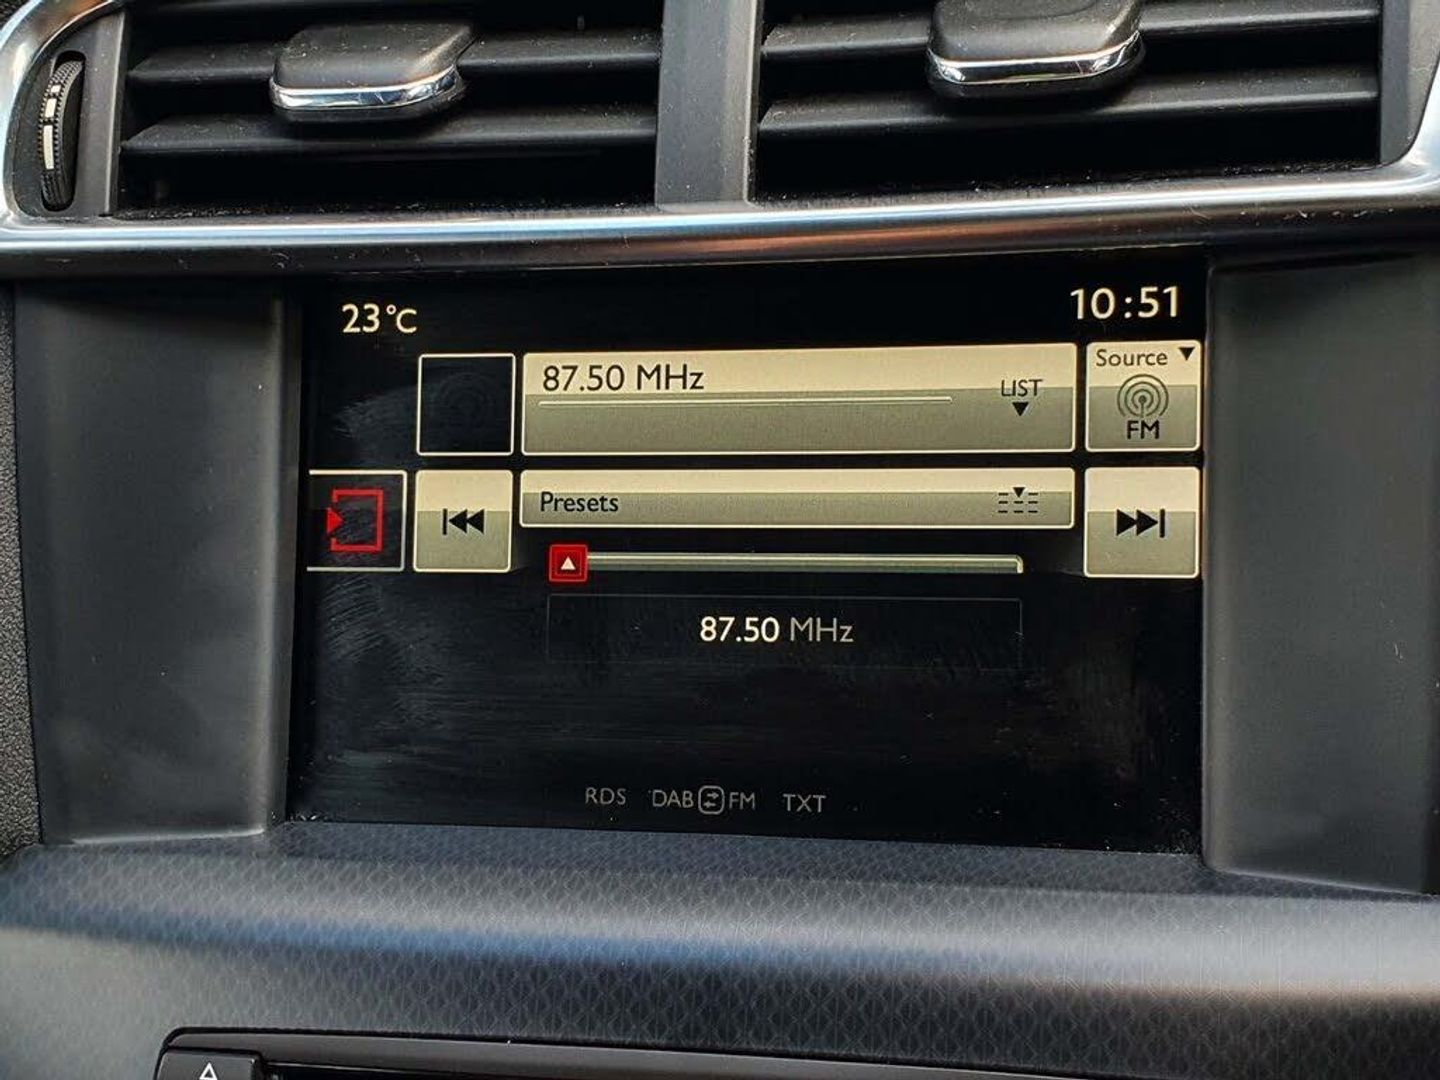 23°C
10:51
87.50 MHz
LIST
Source
FM
Presets
87.50 MHz
RDS DAB FM TXT